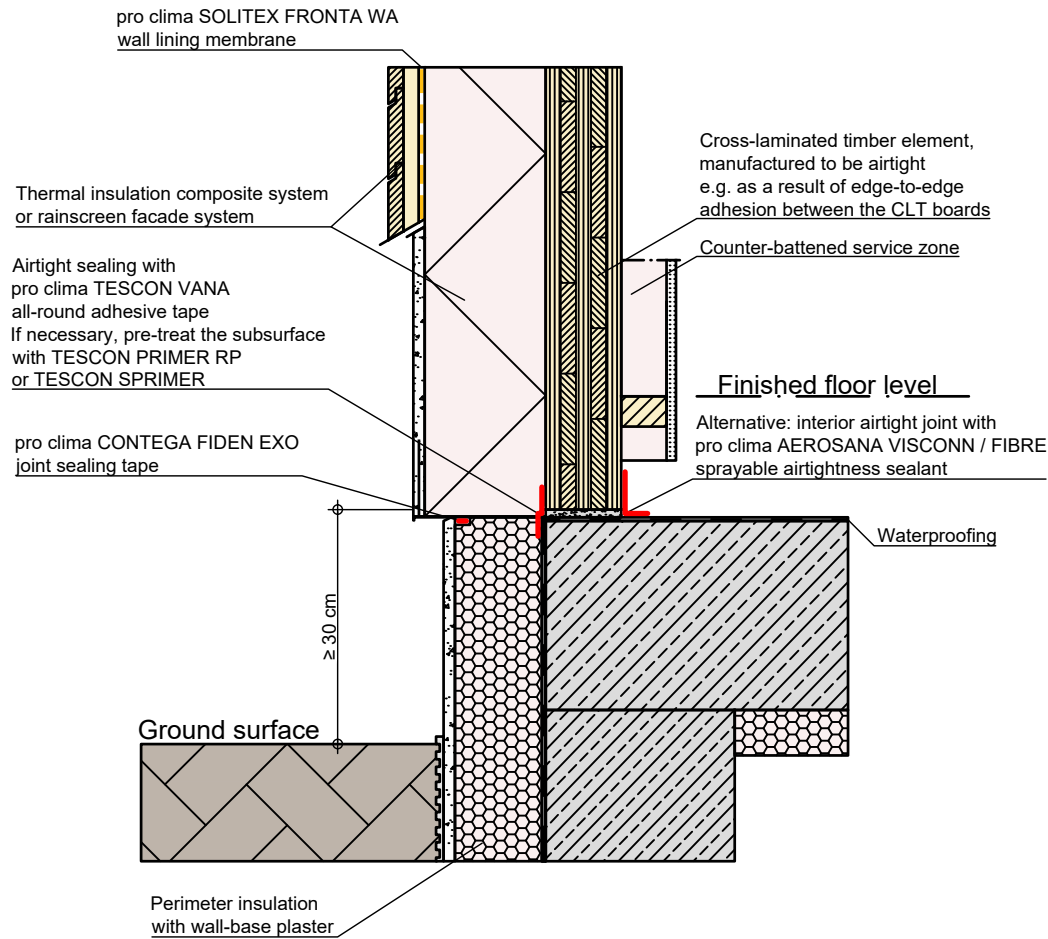 pro clima SOLITEX FRONTA WA
wall lining membrane
Thermal insulation composite system
or rainscreen facade system
Airtight sealing with
pro clima TESCON VANA
all-round adhesive tape
If necessary, pre-treat the subsurface
with TESCON PRIMER RP
or TESCON SPRIMER
pro clima CONTEGA FIDEN EXO
joint sealing tape
Cross-laminated timber element,
manufactured to be airtight
e.g. as a result of edge-to-edge
adhesion between the CLT boards
Counter-battened service zone
Finished floor level
Alternative: interior airtight joint with
pro clima AEROSANA VISCONN / FIBRE
sprayable airtightness sealant
Waterproofing
≥ 30 cm
Ground surface
Perimeter insulation
with wall-base plaster